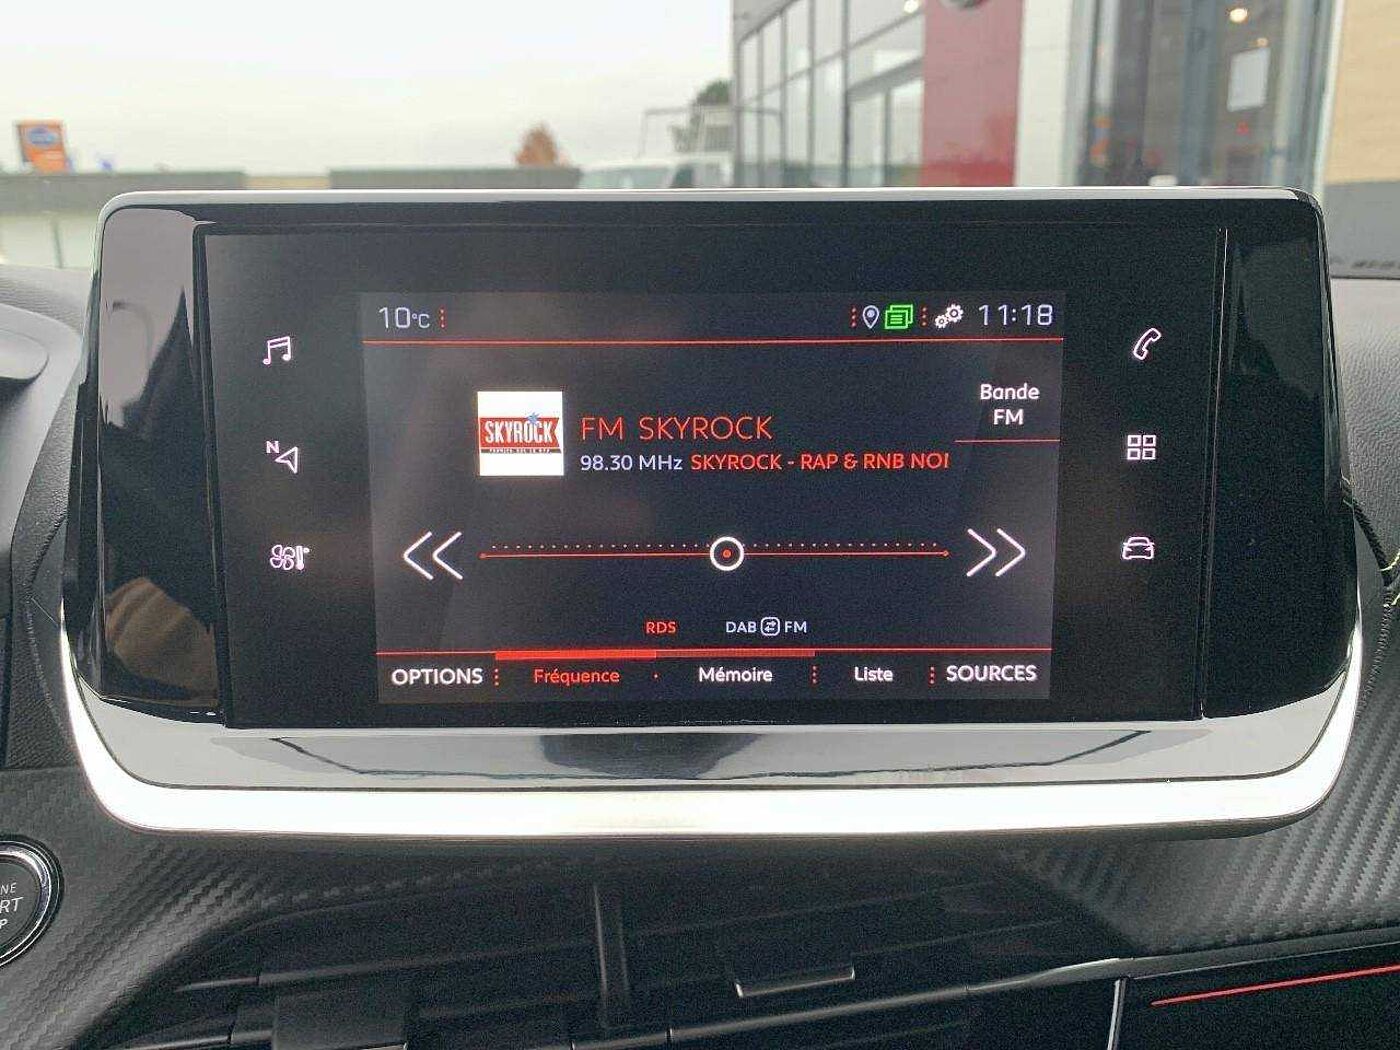 10°C
11:18
N
Bande
FM
SKYROCK
FM SKYROCK
98.30 MHz SKYROCK - RAP & RNB NO
RDS
DAB FM
OPTIONS
Fréquence
Mémoire
Liste
SOURCES